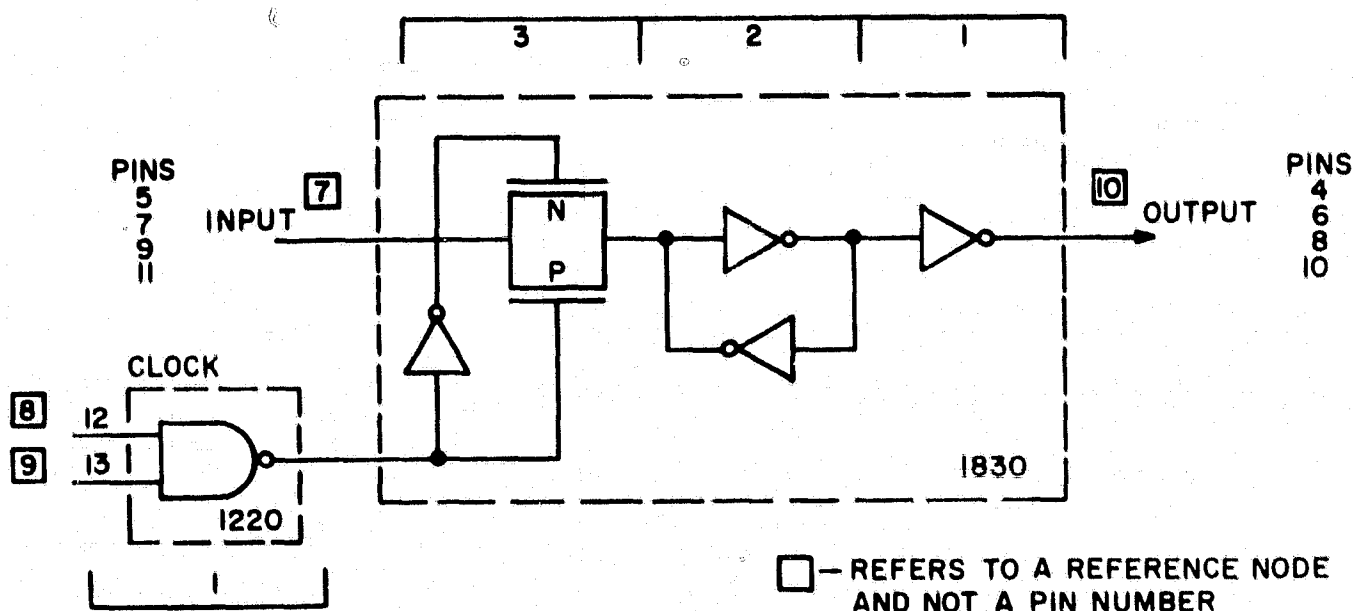 3 2 1
PINS
5
7
9
11
7
INPUT
N
P
10
OUTPUT
PINS
4
6
8
10
CLOCK
8 12
9 13
1220
1830
1
□ – REFERS TO A REFERENCE NODE
AND NOT A PIN NUMBER